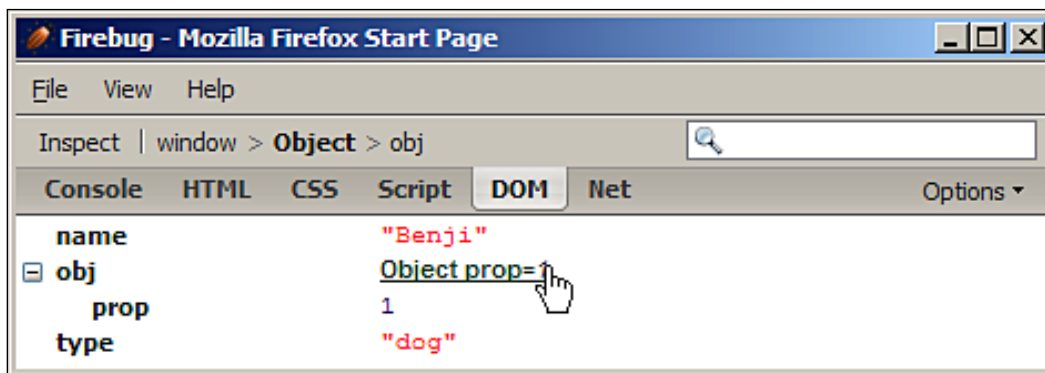 Firebug - Mozilla Firefox Start Page
File View Help
Inspect | window > Object > obj
Console HTML CSS Script DOM Net Options
name "Benji"
obj Object prop=1
prop 1
type "dog"